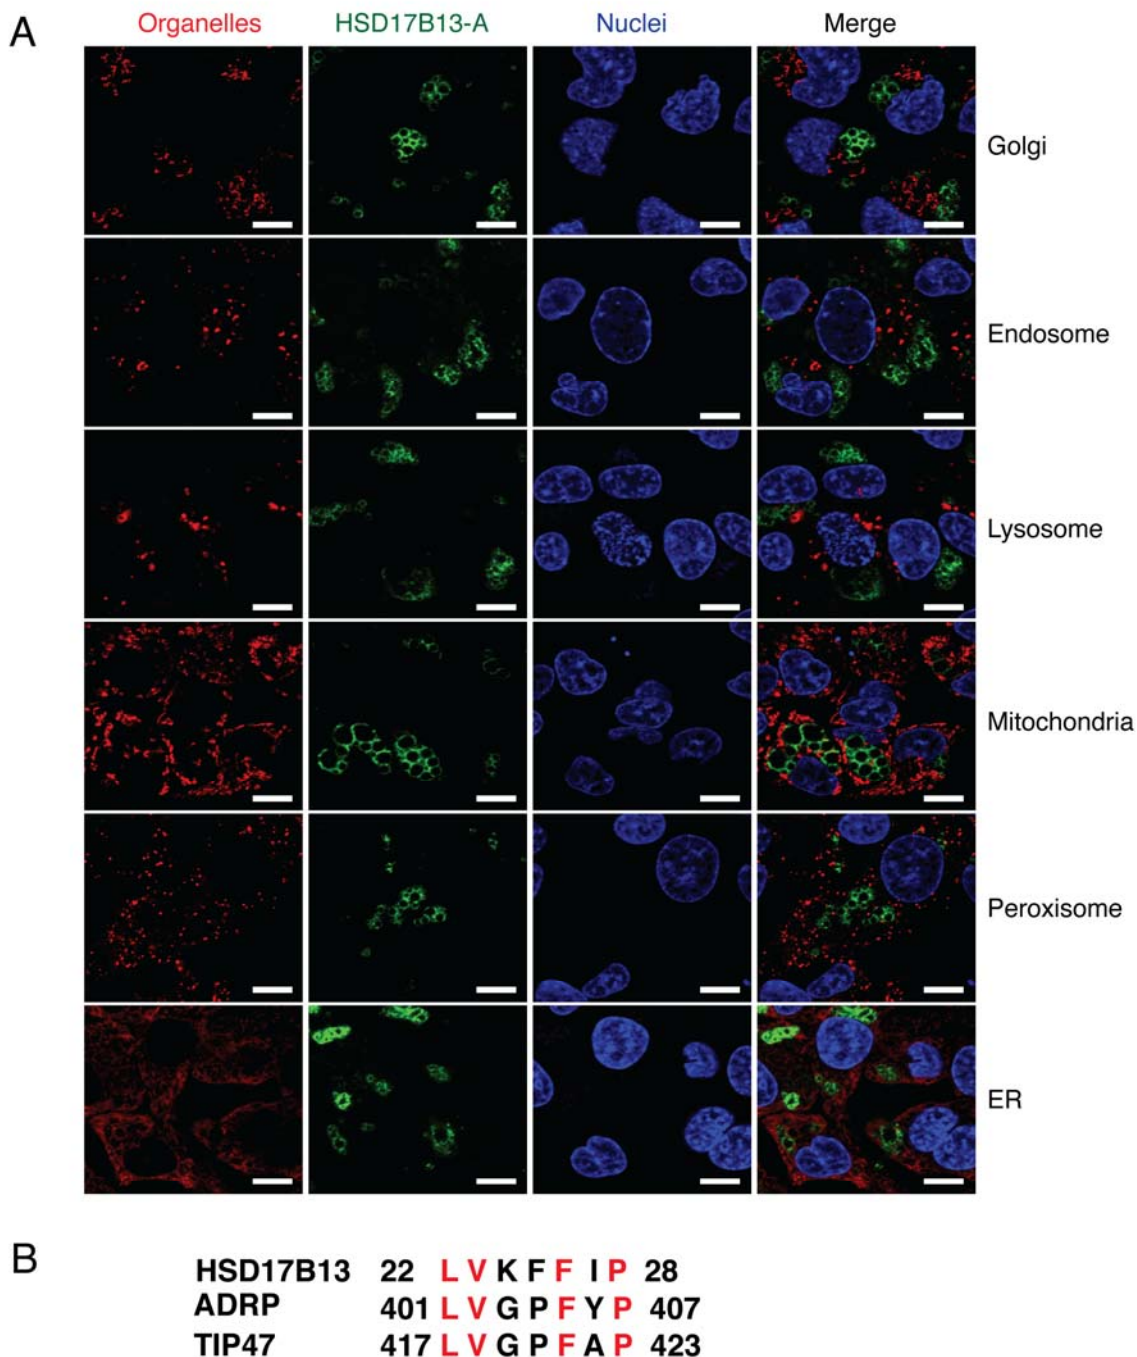 A
Organelles HSD17B13-A Nuclei Merge
Golgi
Endosome
Lysosome
Mitochondria
Peroxisome
ER
B
HSD17B13 22 L V K F F I P 28
ADRP 401 L V G P F Y P 407
TIP47 417 L V G P F A P 423